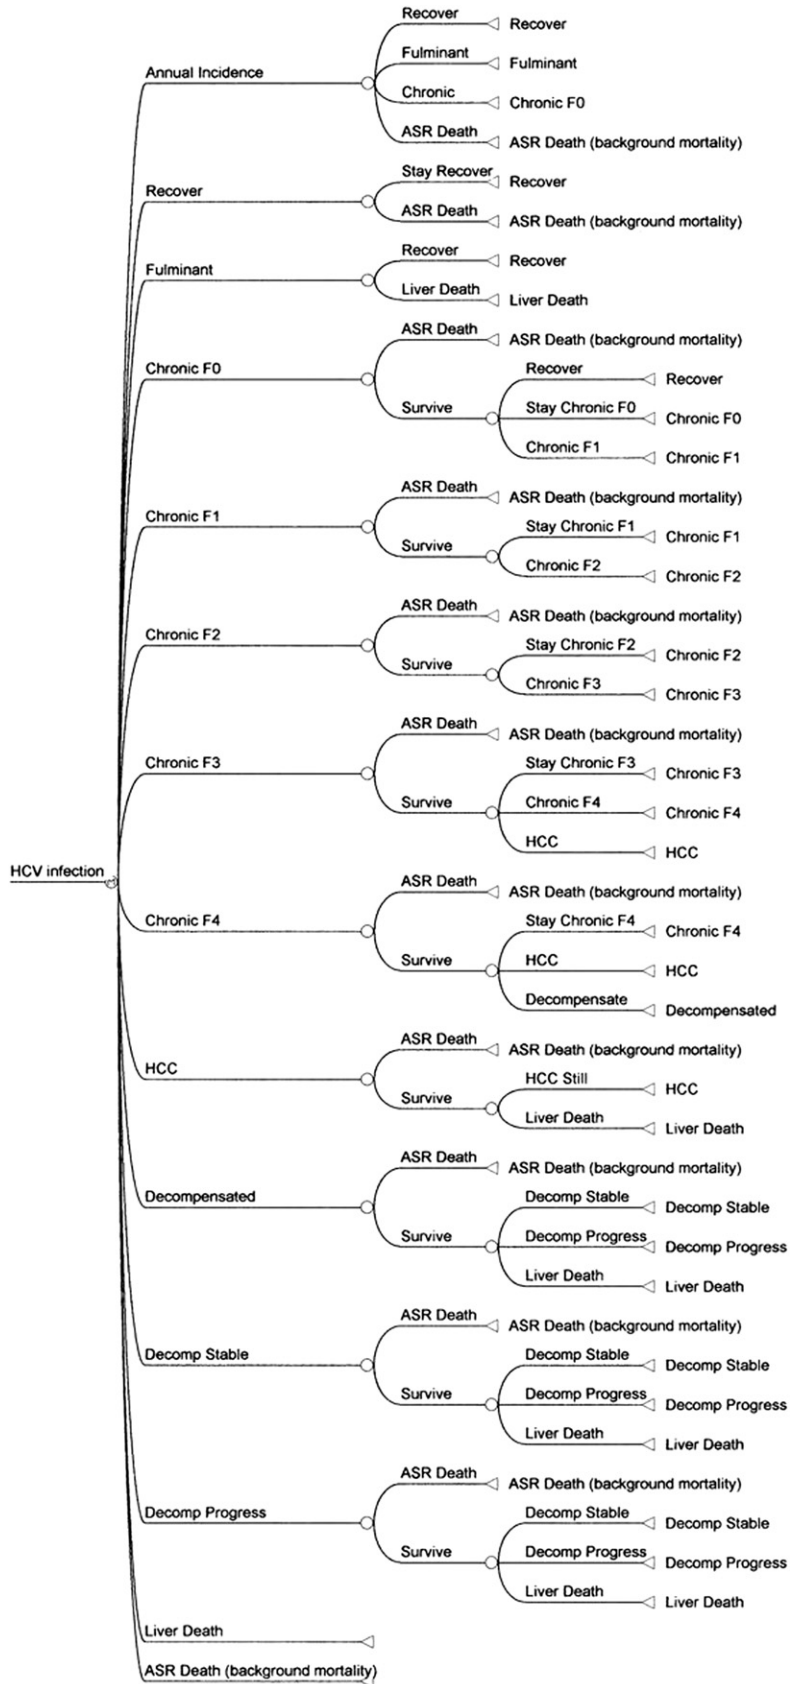 Recover
Recover
Fulminant
Fulminant
Annual Incidence
Chronic
Chronic F0
ASR Death
ASR Death (background mortality)
Stay Recover
Recover
Recover
ASR Death
ASR Death (background mortality)
Recover
Recover
Fulminant
Liver Death
Liver Death
ASR Death
ASR Death (background mortality)
Chronic F0
Recover
Recover
Survive
Stay Chronic F0
Chronic F0
Chronic F1
Chronic F1
ASR Death
ASR Death (background mortality)
Chronic F1
Stay Chronic F1
Chronic F1
Survive
Chronic F2
Chronic F2
ASR Death
ASR Death (background mortality)
Chronic F2
Stay Chronic F2
Chronic F2
Survive
Chronic F3
Chronic F3
ASR Death
ASR Death (background mortality)
Chronic F3
Stay Chronic F3
Chronic F3
Survive
Chronic F4
Chronic F4
HCC
HCC
HCV infection
ASR Death
ASR Death (background mortality)
Chronic F4
Stay Chronic F4
Chronic F4
Survive
HCC
HCC
Decompensate
Decompensated
ASR Death
ASR Death (background mortality)
HCC
HCC Still
HCC
Survive
Liver Death
Liver Death
ASR Death
ASR Death (background mortality)
Decompensated
Decomp Stable
Decomp Stable
Survive
Decomp Progress
Decomp Progress
Liver Death
Liver Death
ASR Death
ASR Death (background mortality)
Decomp Stable
Decomp Stable
Decomp Stable
Survive
Decomp Progress
Decomp Progress
Liver Death
Liver Death
ASR Death
ASR Death (background mortality)
Decomp Progress
Decomp Stable
Decomp Stable
Survive
Decomp Progress
Decomp Progress
Liver Death
Liver Death
Liver Death
ASR Death (background mortality)